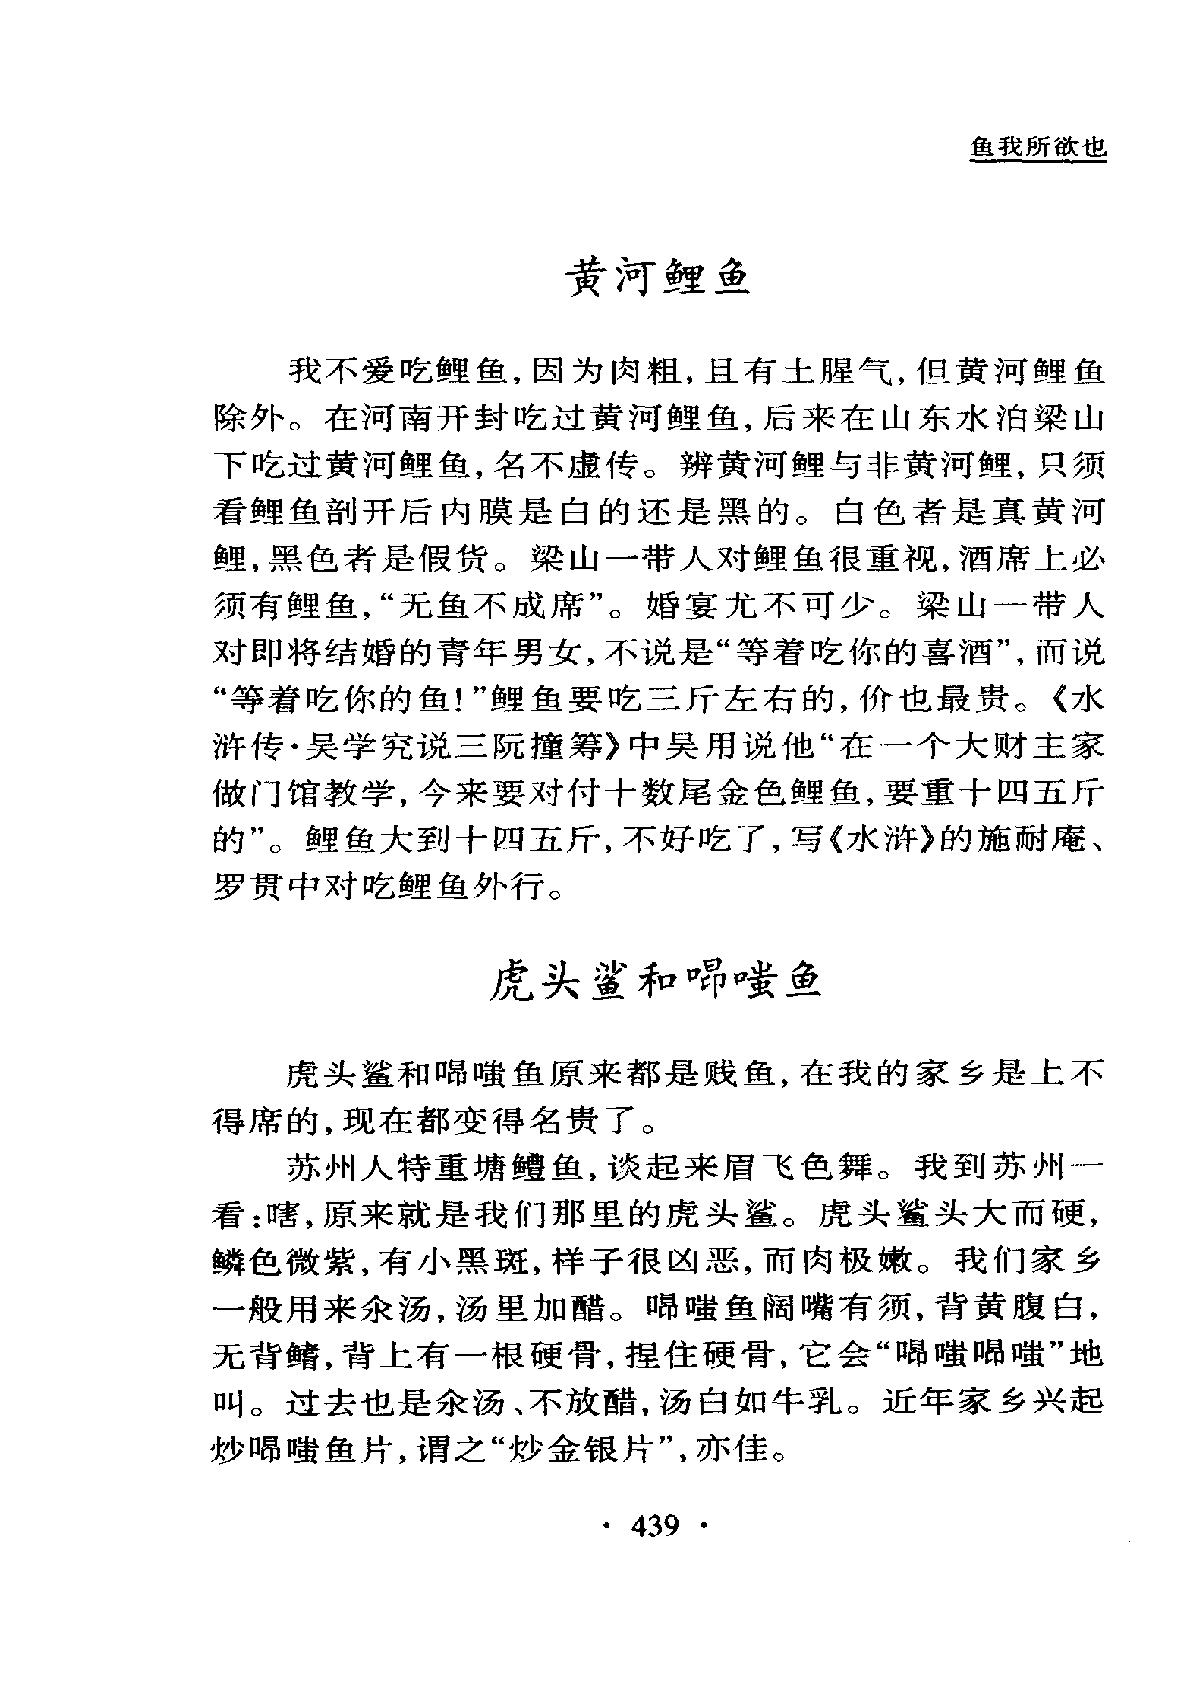 鱼我所欲也
黄河鲤鱼
我不爱吃鲤鱼,因为肉粗,且有土腥气,但黄河鲤鱼
除外。在河南开封吃过黄河鲤鱼,后来在山东水泊梁山
下吃过黄河鲤鱼,名不虚传。辨黄河鲤与非黄河鲤,只须
看鲤鱼剖开后内膜是白的还是黑的。白色者是真黄河
鲤,黑色者是假货。梁山一带人对鲤鱼很重视,酒席上必
须有鲤鱼,“无鱼不成席”。婚宴尤不可少。梁山一带人
对即将结婚的青年男女,不说是“等着吃你的喜酒”,而说
“等着吃你的鱼!”鲤鱼要吃三斤左右的,价也最贵。《水
浒传·吴学究说三阮撞筹》中吴用说他“在一个大财主家
做门馆教学,今来要对付十数尾金色鲤鱼,要重十四五斤
的”。鲤鱼大到十四五斤,不好吃了,写《水浒》的施耐庵、
罗贯中对吃鲤鱼外行。
虎头鲨和昂嗤鱼
虎头鲨和昂嗤鱼原来都是贱鱼,在我的家乡是上不
得席的,现在都变得名贵了。
苏州人特重塘鳢鱼,谈起来眉飞色舞。我到苏州一
看:嗐,原来就是我们那里的虎头鲨。虎头鲨头大而硬,
鳞色微紫,有小黑斑,样子很凶恶,而肉极嫩。我们家乡
一般用来汆汤,汤里加醋。昂嗤鱼阔嘴有须,背黄腹白,
无背鳍,背上有一根硬骨,捏住硬骨,它会“昂嗤昂嗤”地
叫。过去也是汆汤、不放醋,汤白如牛乳。近年家乡兴起
炒昂嗤鱼片,谓之“炒金银片”,亦佳。
· 439 ·